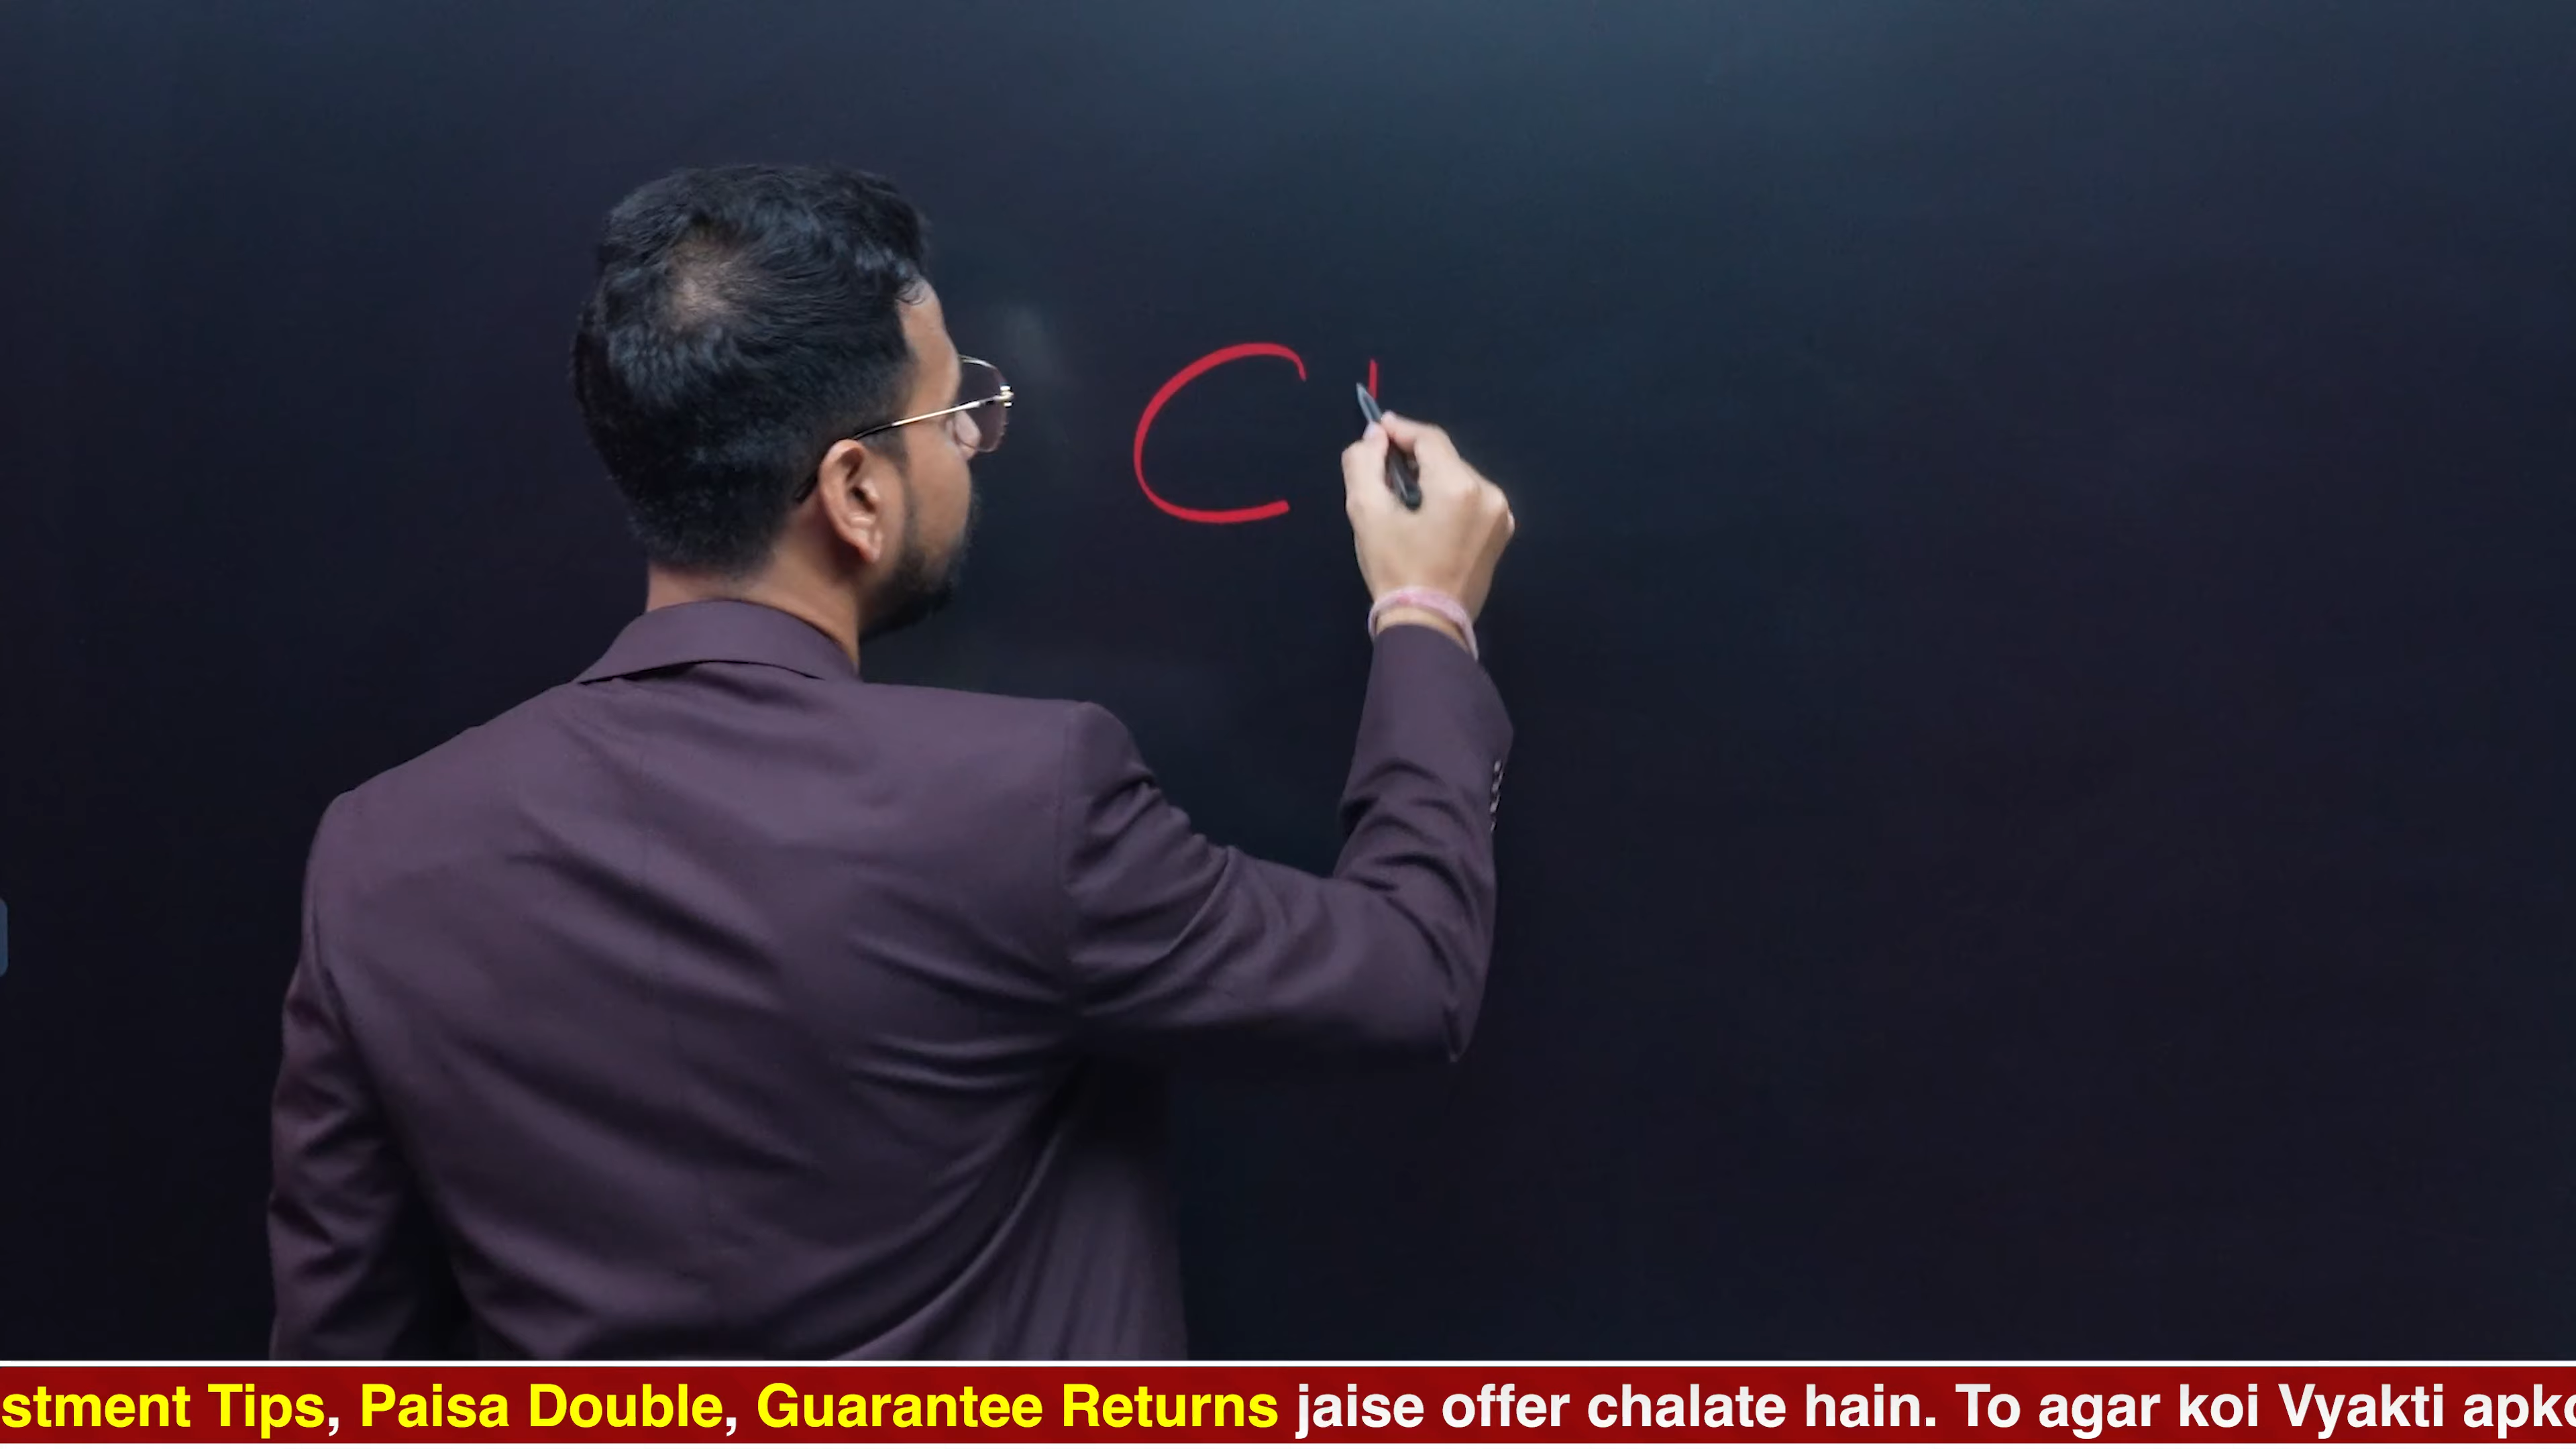 C
stment Tips, Paisa Double, Guarantee Returns jaise offer chalate hain. To agar koi Vyakti apko